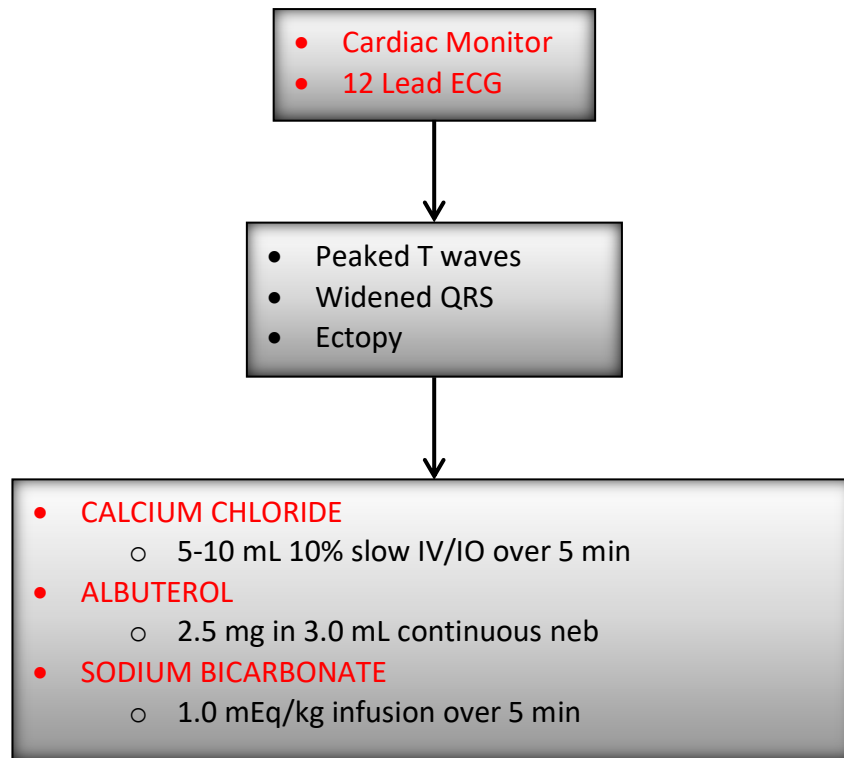 • Cardiac Monitor
• 12 Lead ECG
• Peaked T waves
• Widened QRS
• Ectopy
• CALCIUM CHLORIDE
o 5-10 mL 10% slow IV/IO over 5 min
• ALBUTEROL
o 2.5 mg in 3.0 mL continuous neb
• SODIUM BICARBONATE
o 1.0 mEq/kg infusion over 5 min